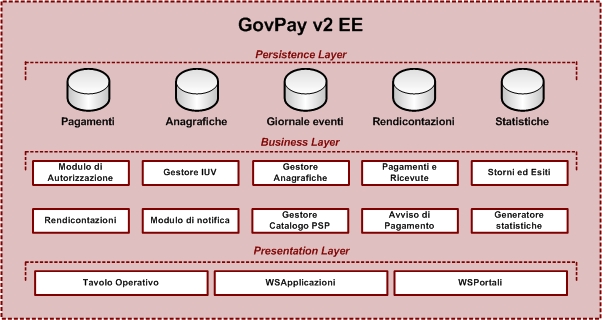 GovPay v2 EE
Persistence Layer
Pagamenti
Anagrafiche
Giornale eventi
Rendicontazioni
Statistiche
Business Layer
Modulo di
Autorizzazione
Gestore IUV
Gestore
Anagrafiche
Pagamenti e
Ricevute
Storni ed Esiti
Rendicontazioni
Modulo di notifica
Gestore
Catalogo PSP
Avviso di
Pagamento
Generatore
statistiche
Presentation Layer
Tavolo Operativo
WSApplicazioni
WSPortali